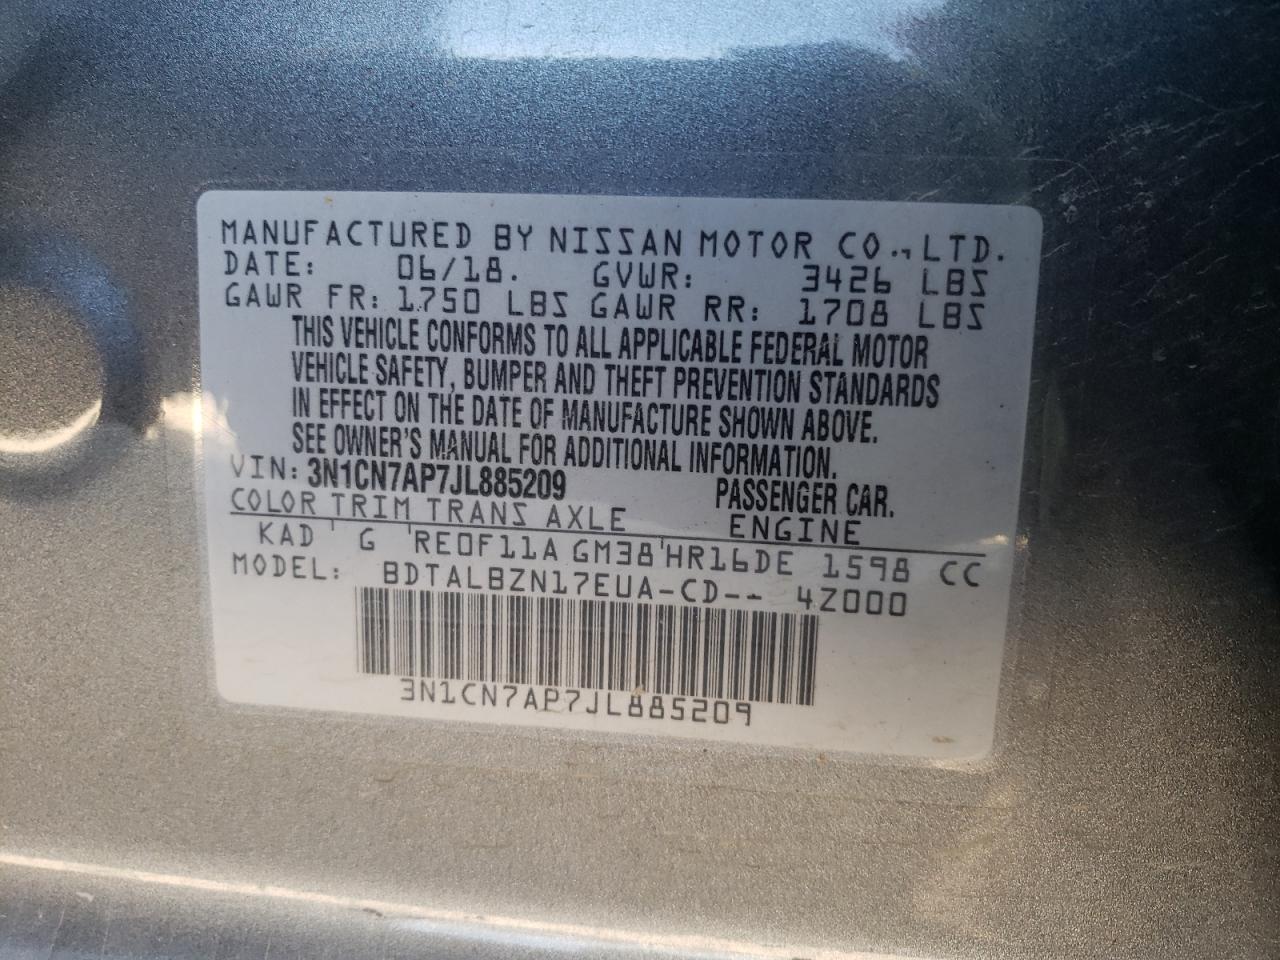 MANUFACTURED BY NISSAN MOTOR CO., LTD.
DATE: 06/18. GVWR: 3426 LBS
GAWR FR: 1750 LBS GAWR RR: 1708 LBS
THIS VEHICLE CONFORMS TO ALL APPLICABLE FEDERAL MOTOR
VEHICLE SAFETY, BUMPER AND THEFT PREVENTION STANDARDS
IN EFFECT ON THE DATE OF MANUFACTURE SHOWN ABOVE.
SEE OWNER'S MANUAL FOR ADDITIONAL INFORMATION.
VIN: 3N1CN7AP7JL885209 PASSENGER CAR.
COLOR TRIM TRANS AXLE ENGINE
KAD ' G 'RE0F11A GM38'HR16DE 1598 CC
MODEL: BDTALBZN17EUA-CD-- 4Z000
3N1CN7AP7JL885209